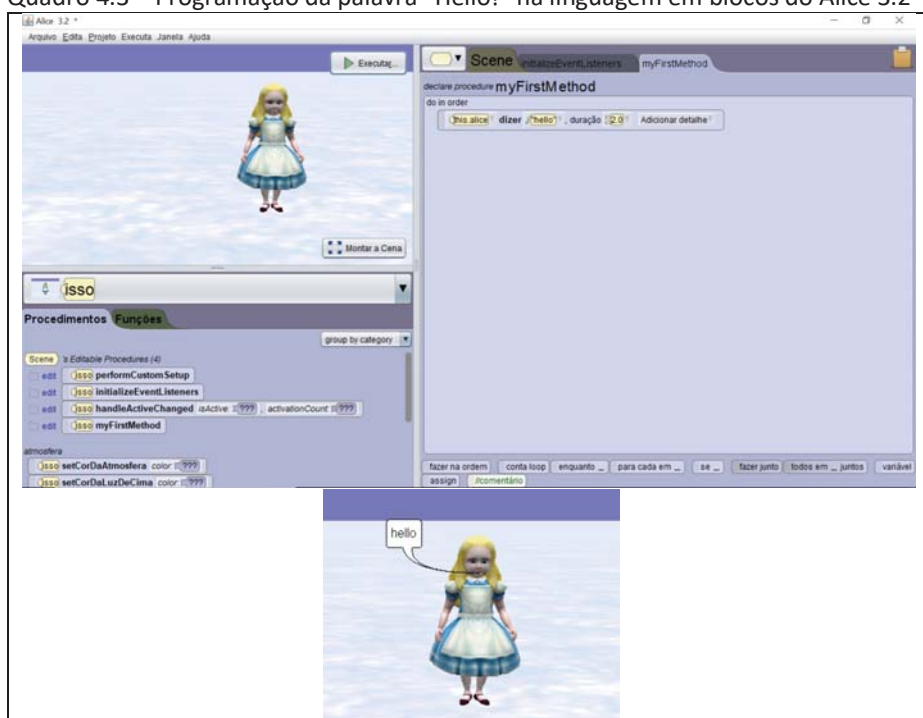 Quadro 4.3 – Programação da palavra "Hello!" na linguagem em blocos do Alice 3.2
Alice 3.2 *
Arquivo Edita Projeto Executa Janela Ajuda
Executar...
Montar a Cena
isso
Procedimentos Funções
group by category
Scene 's Editable Procedures (4)
edit isso performCustomSetup
edit isso initializeEventListeners
edit isso handleActiveChanged isActive ??? , activationCount ???
edit isso myFirstMethod
atmosfera
isso setCorDaAtmosfera color ???
isso setCorDaLuzDeCima color ???
Scene initializeEventListeners myFirstMethod
declare procedure myFirstMethod
do in order
this.alice dizer "hello" , duração 2.0 Adicionar detalhe
fazer na ordem conta loop enquanto _ para cada em _ se _ fazer junto todos em _ juntos variável
assign //comentário
hello